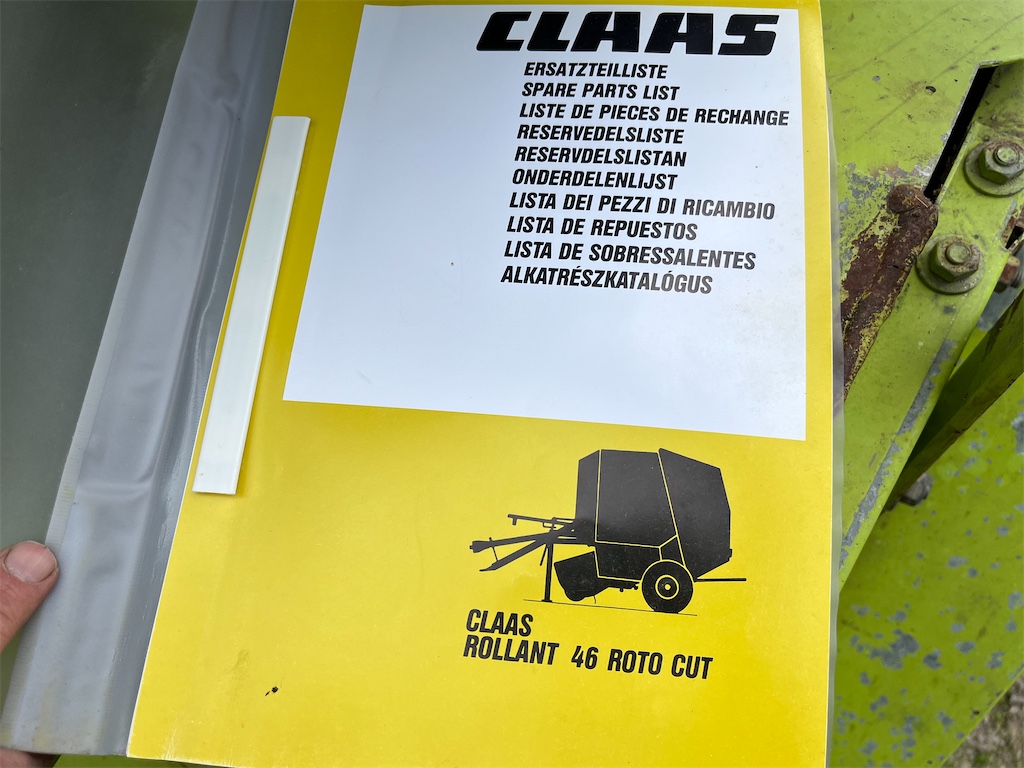 CLAAS
ERSATZTEILLISTE
SPARE PARTS LIST
LISTE DE PIECES DE RECHANGE
RESERVEDELSLISTE
RESERVDELSLISTAN
ONDERDELENLIJST
LISTA DEI PEZZI DI RICAMBIO
LISTA DE REPUESTOS
LISTA DE SOBRESSALENTES
ALKATRÉSZKATALÓGUS
CLAAS
ROLLANT 46 ROTO CUT